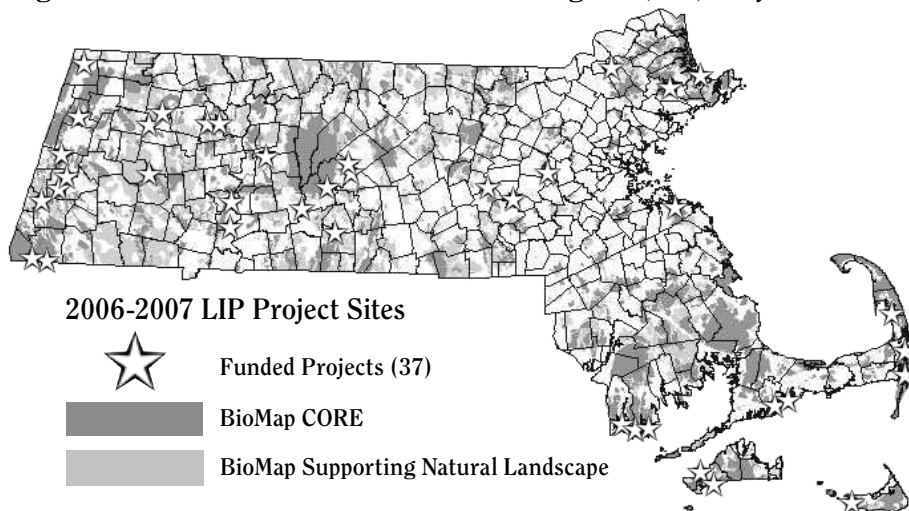 2006-2007 LIP Project Sites
Funded Projects (37)
BioMap CORE
BioMap Supporting Natural Landscape